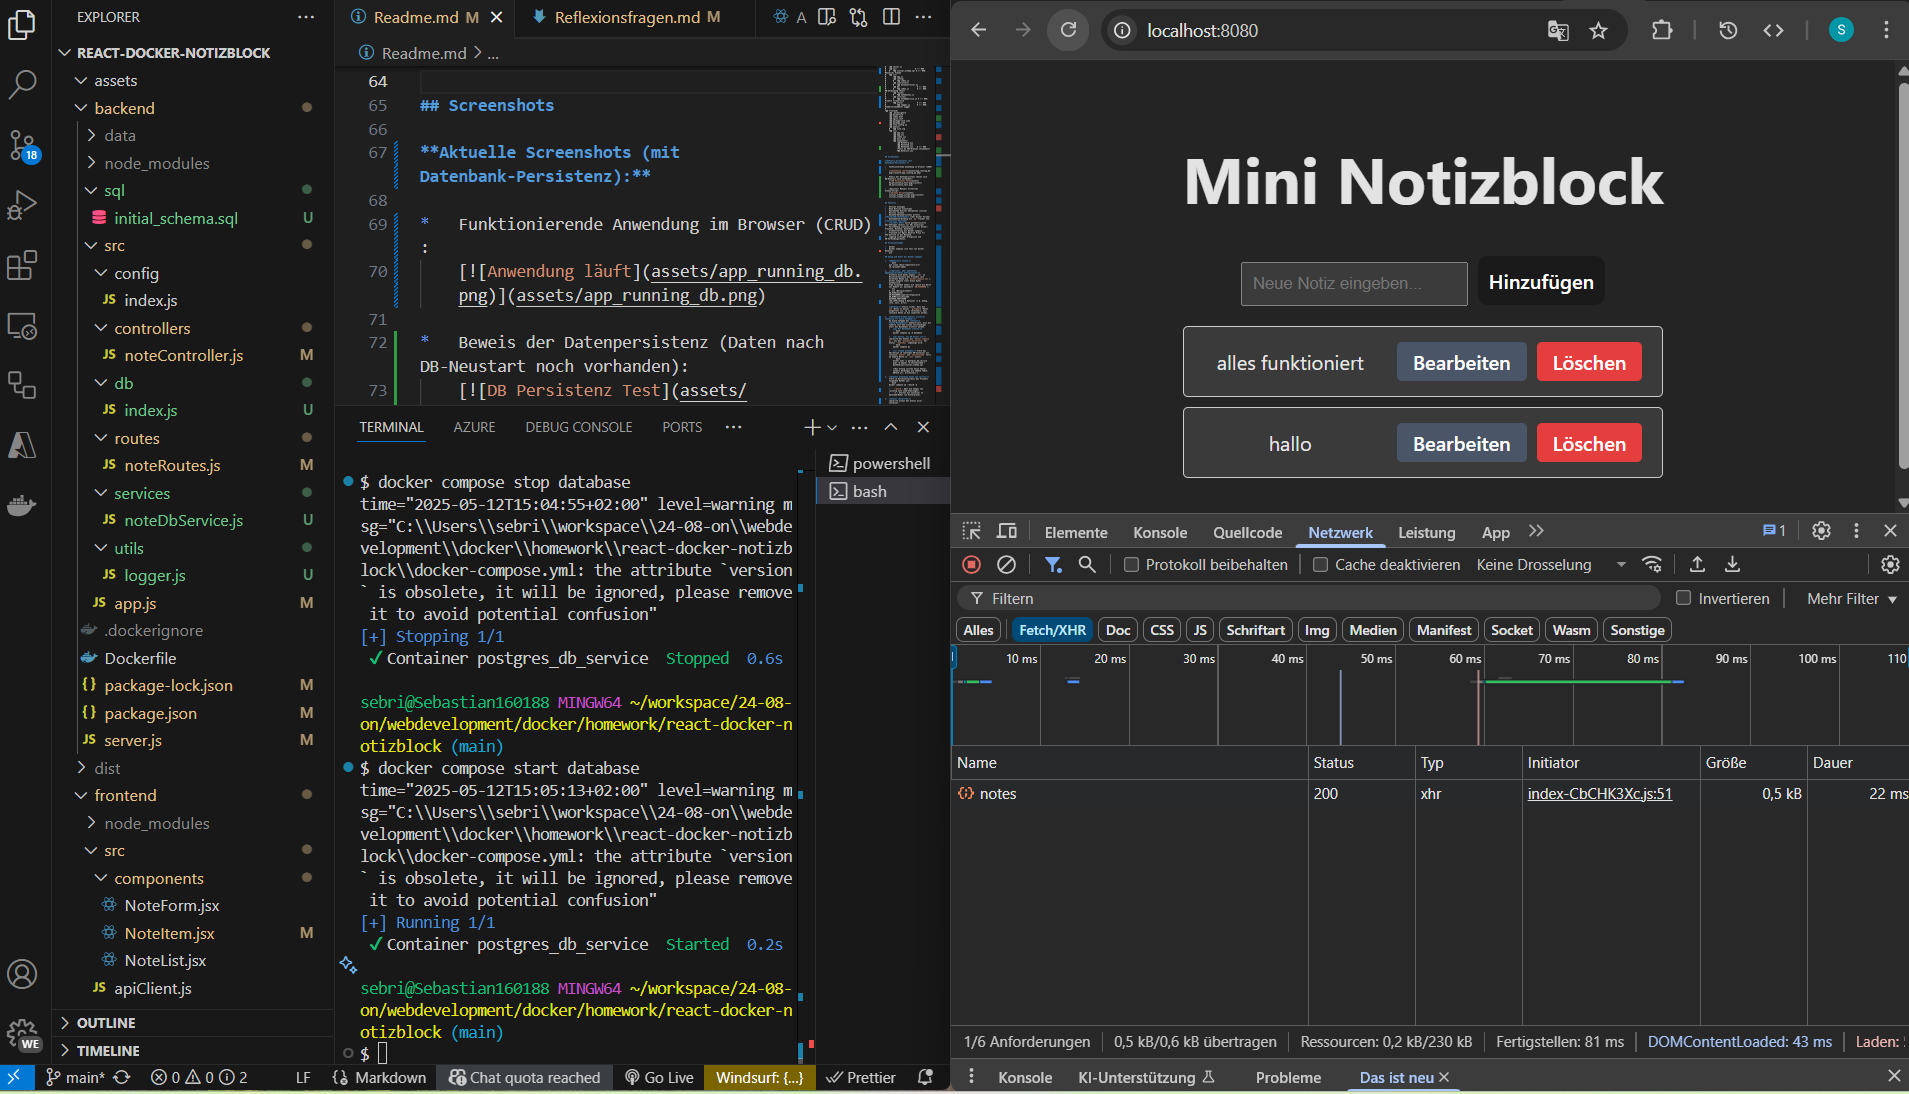 EXPLORER
REACT-DOCKER-NOTIZBLOCK
assets
backend
data
node_modules
sql
initial_schema.sql U
src
config
JS index.js
controllers
JS noteController.js M
db
JS index.js U
routes
JS noteRoutes.js M
services
JS noteDbService.js U
utils
JS logger.js U
JS app.js M
.dockerignore
Dockerfile
{} package-lock.json M
{} package.json M
JS server.js M
dist
frontend
node_modules
src
components
NoteForm.jsx
NoteItem.jsx M
NoteList.jsx
JS apiClient.js
OUTLINE
TIMELINE
18
WE
Readme.md M
Reflexionsfragen.md M
A
Readme.md > ...
64
65 ## Screenshots
66
67 **Aktuelle Screenshots (mit
Datenbank-Persistenz):**
68
69 * Funktionierende Anwendung im Browser (CRUD)
:
70 [![Anwendung läuft](assets/app_running_db.
png)](assets/app_running_db.png)
71
72 * Beweis der Datenpersistenz (Daten nach
DB-Neustart noch vorhanden):
73 [![DB Persistenz Test](assets/
TERMINAL AZURE DEBUG CONSOLE PORTS
powershell
bash
$ docker compose stop database
time="2025-05-12T15:04:55+02:00" level=warning m
sg="C:\\Users\\sebri\\workspace\\24-08-on\\webde
velopment\\docker\\homework\\react-docker-notizb
lock\\docker-compose.yml: the attribute `version
` is obsolete, it will be ignored, please remove
it to avoid potential confusion"
[+] Stopping 1/1
✓ Container postgres_db_service Stopped 0.6s
sebri@Sebastian160188 MINGW64 ~/workspace/24-08-
on/webdevelopment/docker/homework/react-docker-n
otizblock (main)
$ docker compose start database
time="2025-05-12T15:05:13+02:00" level=warning m
sg="C:\\Users\\sebri\\workspace\\24-08-on\\webde
velopment\\docker\\homework\\react-docker-notizb
lock\\docker-compose.yml: the attribute `version
` is obsolete, it will be ignored, please remove
it to avoid potential confusion"
[+] Running 1/1
✓ Container postgres_db_service Started 0.2s
sebri@Sebastian160188 MINGW64 ~/workspace/24-08-
on/webdevelopment/docker/homework/react-docker-n
otizblock (main)
$
main* 0 0 2 LF {} Markdown Chat quota reached Go Live Windsurf: {...} Prettier
localhost:8080
S
Mini Notizblock
Neue Notiz eingeben... Hinzufügen
alles funktioniert Bearbeiten Löschen
hallo Bearbeiten Löschen
Elemente Konsole Quellcode Netzwerk Leistung App 1
Protokoll beibehalten Cache deaktivieren Keine Drosselung
Filtern Invertieren Mehr Filter
Alles Fetch/XHR Doc CSS JS Schriftart Img Medien Manifest Socket Wasm Sonstige
10 ms 20 ms 30 ms 40 ms 50 ms 60 ms 70 ms 80 ms 90 ms 100 ms 110
Name Status Typ Initiator Größe Dauer
notes 200 xhr index-CbCHK3Xc.js:51 0,5 kB 22 ms
1/6 Anforderungen 0,5 kB/0,6 kB übertragen Ressourcen: 0,2 kB/230 kB Fertigstellen: 81 ms DOMContentLoaded: 43 ms Laden:
Konsole KI-Unterstützung Probleme Das ist neu